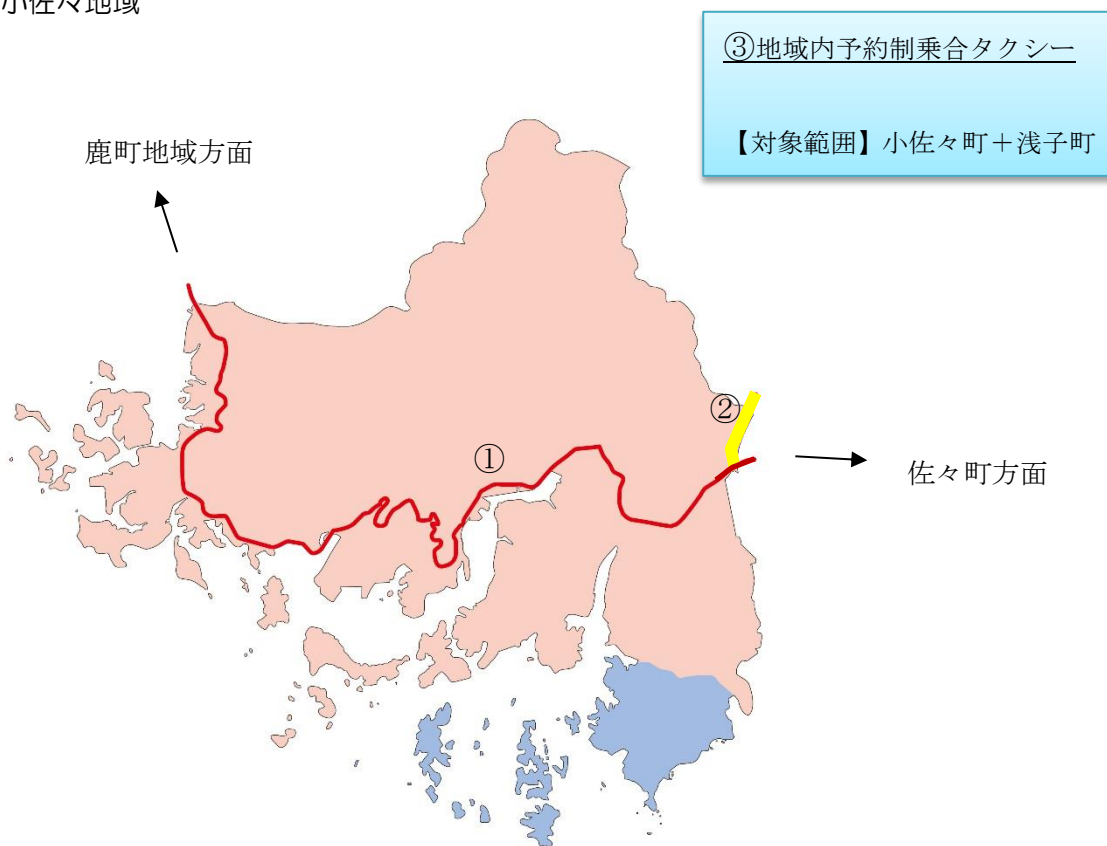 小佐々地域
③地域内予約制乗合タクシー
【対象範囲】小佐々町＋浅子町
鹿町地域方面
②
①
佐々町方面